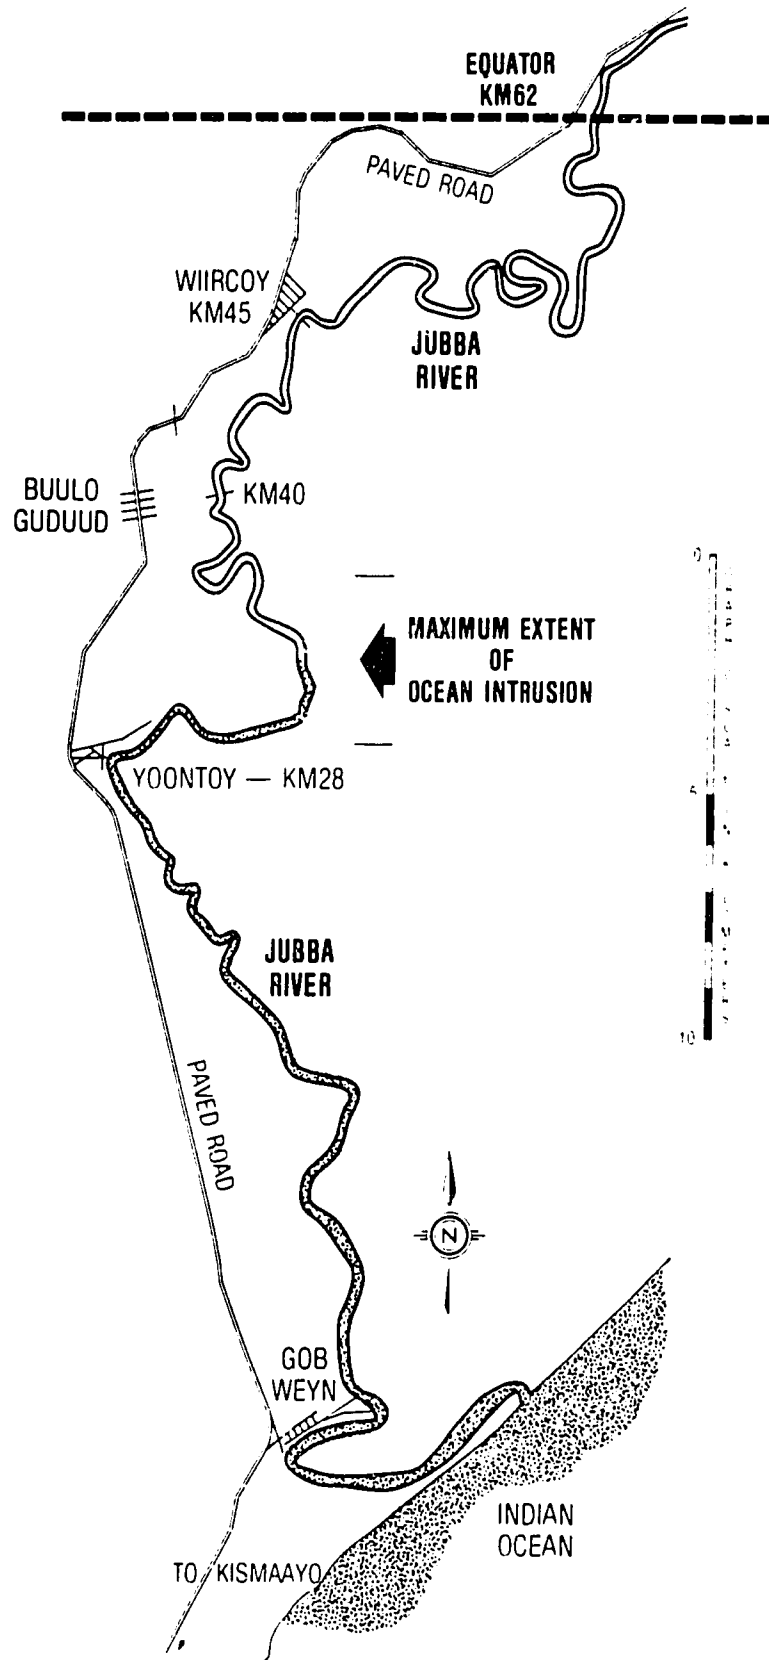 EQUATOR
KM62
PAVED ROAD
WIIRCOY
KM45
JUBBA
RIVER
BUULO
GUDUUD
KM40
0
MAXIMUM EXTENT
OF
OCEAN INTRUSION
YOONTOY — KM28
5
JUBBA
RIVER
10
PAVED ROAD
N
GOB
WEYN
INDIAN
OCEAN
TO KISMAAYO